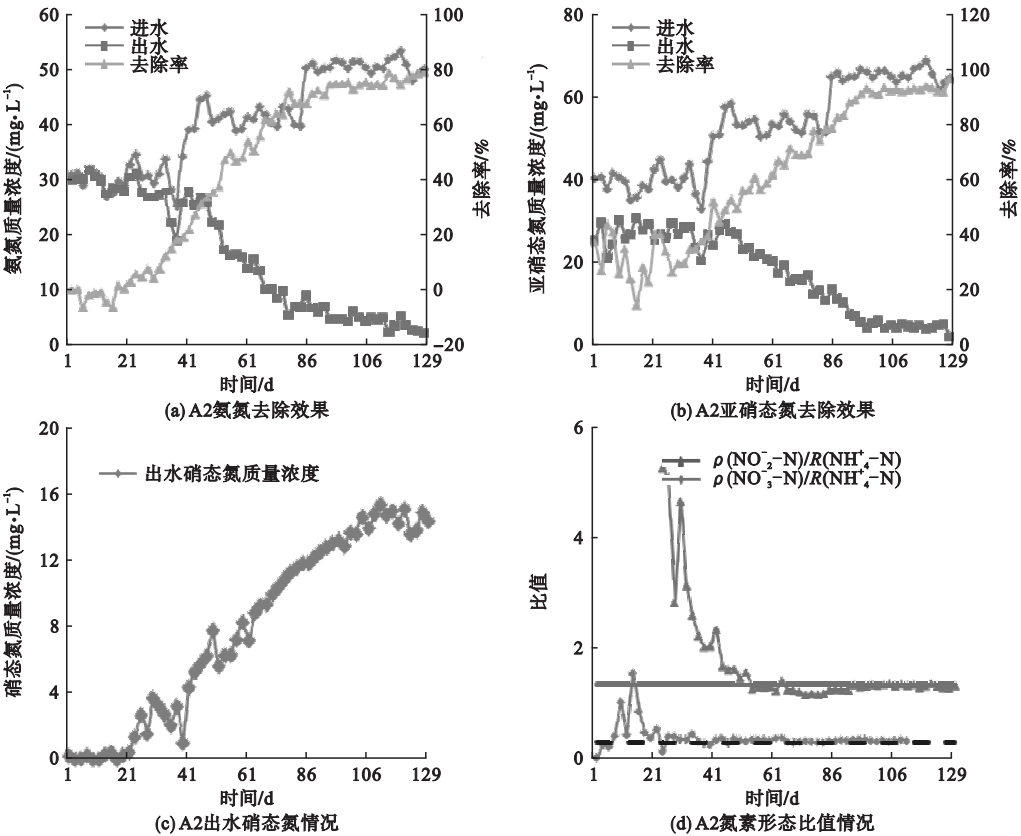 60
50
40
30
20
10
0
氨氮质量浓度/(mg·L⁻¹)
进水
出水
去除率
100
80
60
40
20
0
−20
去除率/%
1 21 41 61 86 106 129
时间/d
(a) A2氨氮去除效果
80
60
40
20
0
亚硝态氮质量浓度/(mg·L⁻¹)
进水
出水
去除率
120
100
80
60
40
20
0
去除率/%
1 21 41 61 86 106 129
时间/d
(b) A2亚硝态氮去除效果
20
16
12
8
4
0
硝态氮质量浓度/(mg·L⁻¹)
出水硝态氮质量浓度
1 21 41 61 86 106 129
时间/d
(c) A2出水硝态氮情况
6
4
2
0
比值
ρ(NO⁻₂−N)/R(NH⁺₄−N)
ρ(NO⁻₃−N)/R(NH⁺₄−N)
1 21 41 61 86 106 129
时间/d
(d) A2氮素形态比值情况